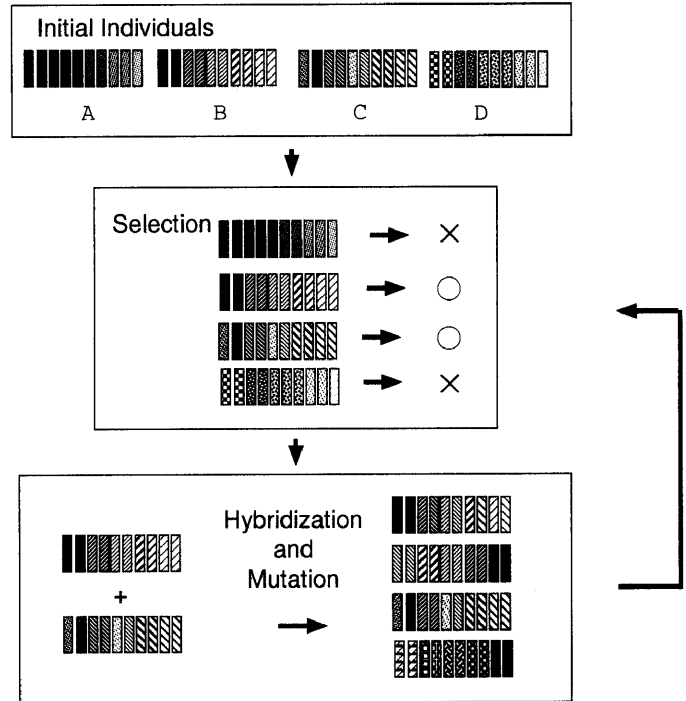 Initial Individuals
A B C D
Selection
Hybridization
and
Mutation
+